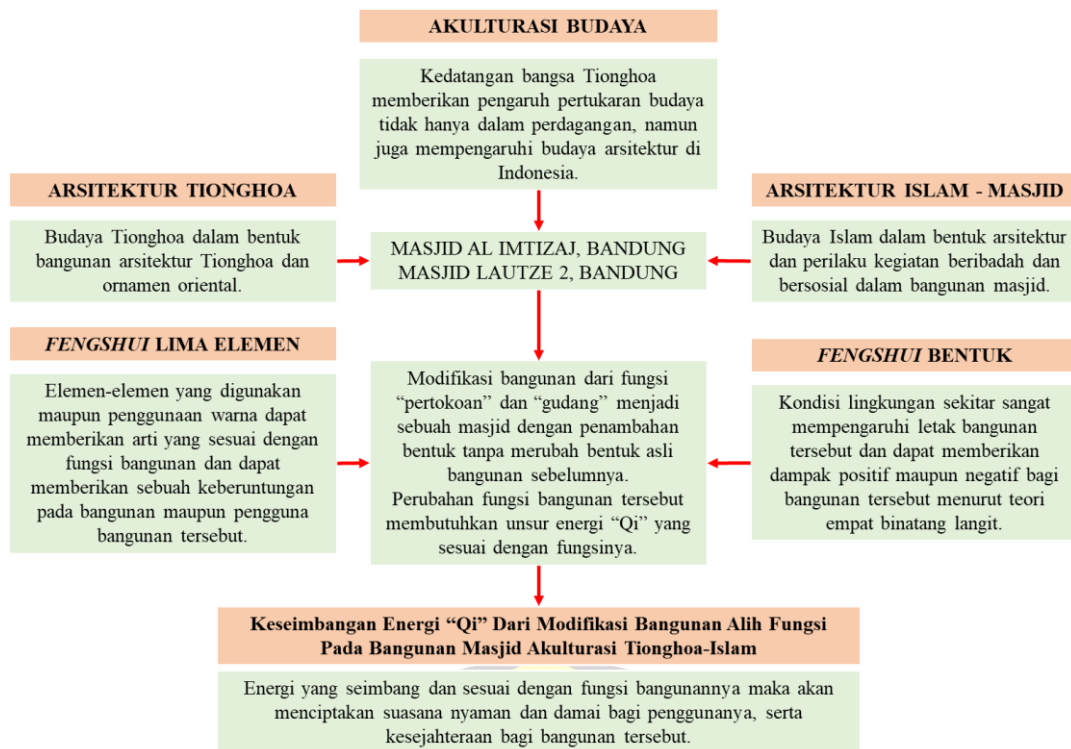 AKULTURASI BUDAYA
Kedatangan bangsa Tionghoa
memberikan pengaruh pertukaran budaya
tidak hanya dalam perdagangan, namun
juga mempengaruhi budaya arsitektur di
Indonesia.
ARSITEKTUR TIONGHOA
Budaya Tionghoa dalam bentuk
bangunan arsitektur Tionghoa dan
ornamen oriental.
MASJID AL IMTIZAJ, BANDUNG
MASJID LAUTZE 2, BANDUNG
ARSITEKTUR ISLAM - MASJID
Budaya Islam dalam bentuk arsitektur
dan perilaku kegiatan beribadah dan
bersosial dalam bangunan masjid.
FENGSHUI LIMA ELEMEN
Elemen-elemen yang digunakan
maupun penggunaan warna dapat
memberikan arti yang sesuai dengan
fungsi bangunan dan dapat
memberikan sebuah keberuntungan
pada bangunan maupun pengguna
bangunan tersebut.
Modifikasi bangunan dari fungsi
“pertokoan” dan “gudang” menjadi
sebuah masjid dengan penambahan
bentuk tanpa merubah bentuk asli
bangunan sebelumnya.
Perubahan fungsi bangunan tersebut
membutuhkan unsur energi “Qi” yang
sesuai dengan fungsinya.
FENGSHUI BENTUK
Kondisi lingkungan sekitar sangat
mempengaruhi letak bangunan
tersebut dan dapat memberikan
dampak positif maupun negatif bagi
bangunan tersebut menurut teori
empat binatang langit.
Keseimbangan Energi “Qi” Dari Modifikasi Bangunan Alih Fungsi
Pada Bangunan Masjid Akulturasi Tionghoa-Islam
Energi yang seimbang dan sesuai dengan fungsi bangunannya maka akan
menciptakan suasana nyaman dan damai bagi penggunanya, serta
kesejahteraan bagi bangunan tersebut.